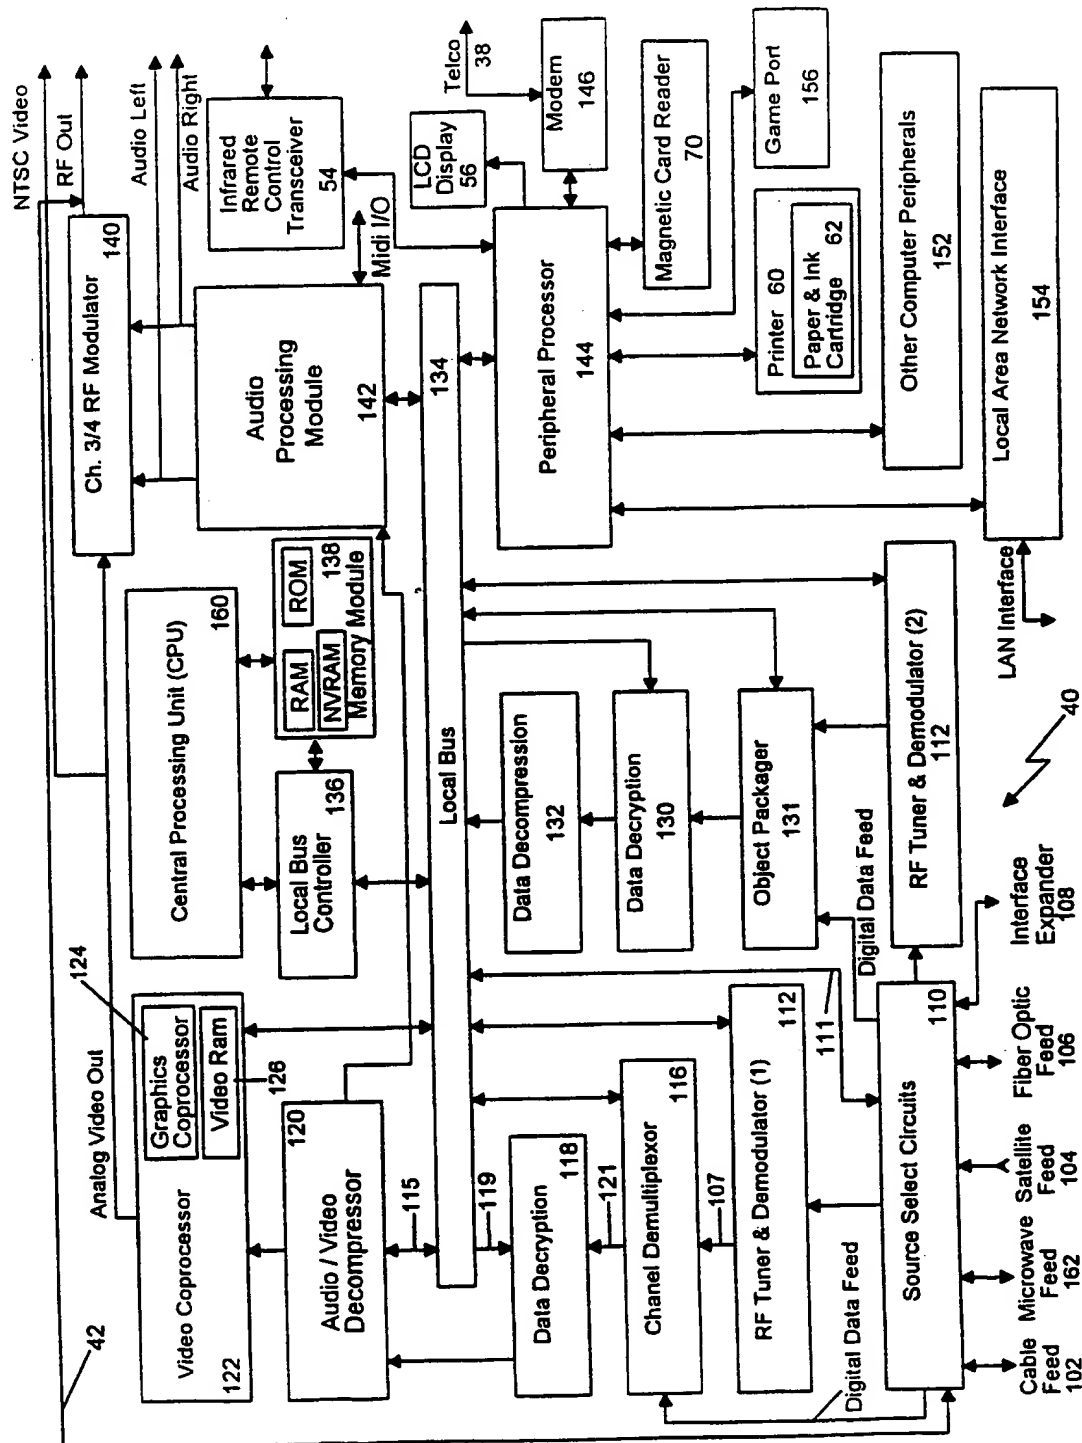 42
Analog Video Out
NTSC Video
RF Out
Audio Left
Audio Right
124
Graphics
Coprocessor
Video Ram
126
Video Coprocessor
122
Central Processing Unit (CPU)
160
Ch. 3/4 RF Modulator
140
120
Audio / Video
Decompressor
Local Bus
Controller
136
RAM
ROM
NVRAM
138
Memory Module
Audio
Processing
Module
142
Midi I/O
Infrared
Remote
Control
Transceiver
54
115
119
Local Bus
134
LCD
Display
56
Telco
38
Data Decryption
118
121
Chanel Demultiplexor
116
107
RF Tuner & Demodulator (1)
112
111
Data Decompression
132
Data Decryption
130
Object Packager
131
Digital Data Feed
Peripheral Processor
144
Modem
146
Magnetic Card Reader
70
Printer 60
Paper & Ink
Cartridge
62
Game Port
156
Digital Data Feed
Source Select Circuits
110
RF Tuner & Demodulator (2)
112
Other Computer Peripherals
152
Local Area Network Interface
154
LAN Interface
Cable
Feed
102
Microwave
Feed
162
Satellite
Feed
104
Fiber Optic
Feed
106
Interface
Expander
108
40